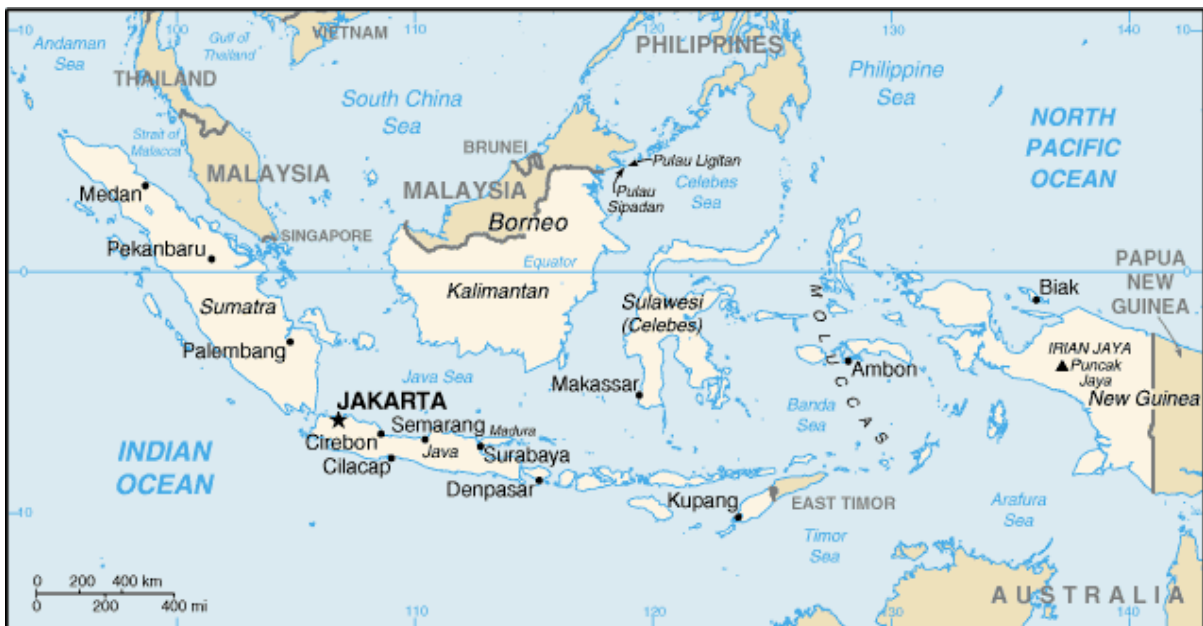 10
100
110
120
130
140
10
Andaman
Sea
Gulf of
Thailand
VIETNAM
PHILIPPINES
Philippine
Sea
THAILAND
South China
Sea
NORTH
PACIFIC
OCEAN
Strait of
Malacca
BRUNEI
Pulau Ligitan
MALAYSIA
MALAYSIA
Pulau
Sipadan
Celebes
Sea
Medan
Borneo
SINGAPORE
Pekanbaru
Equator
PAPUA
NEW
GUINEA
0
0
Biak
Kalimantan
Sumatra
Sulawesi
(Celebes)
MOLUCCAS
Palembang
IRIAN JAYA
Puncak
Jaya
Ambon
Java Sea
Makassar
New Guinea
JAKARTA
Banda
Sea
Semarang
Madura
Cirebon
Java
Surabaya
Cilacap
INDIAN
OCEAN
Denpasar
Kupang
EAST TIMOR
Arafura
Sea
10
Timor
Sea
0 200 400 km
0 200 400 mi
AUSTRALIA
110
120
130
140